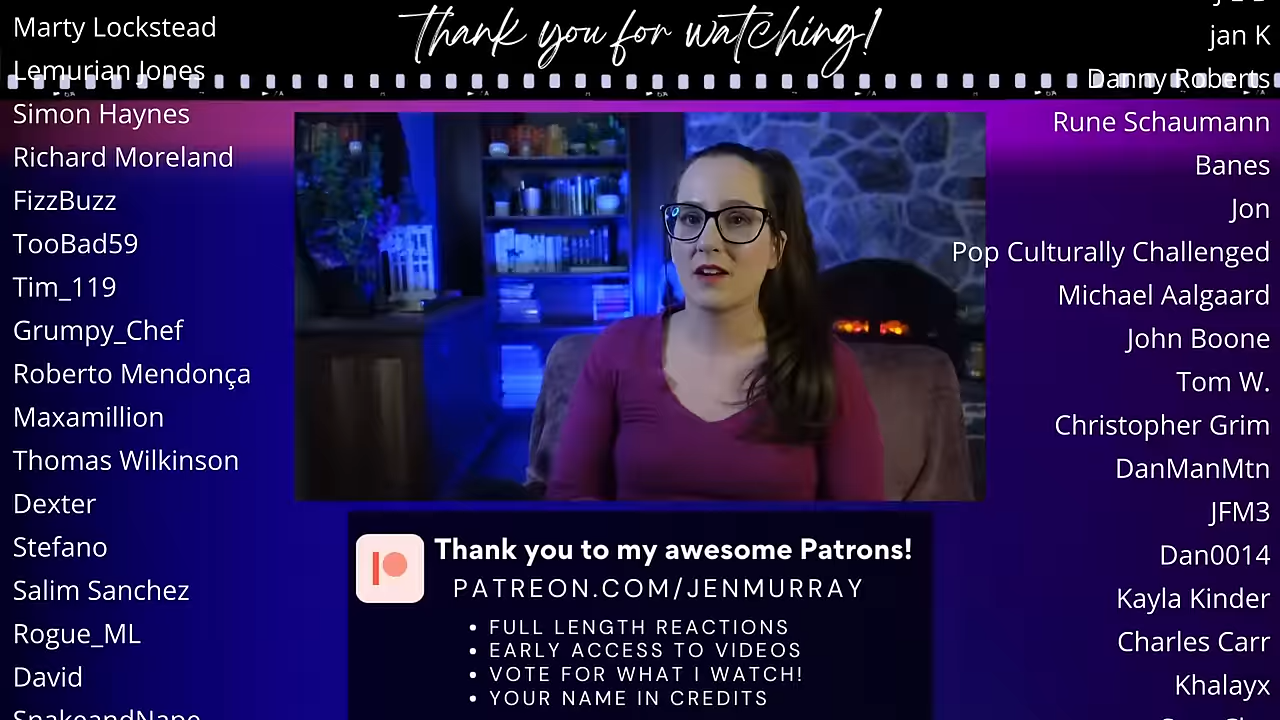 Thank you for watching!
Marty Lockstead
Lemurian Jones
Simon Haynes
Richard Moreland
FizzBuzz
TooBad59
Tim_119
Grumpy_Chef
Roberto Mendonça
Maxamillion
Thomas Wilkinson
Dexter
Stefano
Salim Sanchez
Rogue_ML
David
SnakeandNape
jan K
Danny Roberts
Rune Schaumann
Banes
Jon
Pop Culturally Challenged
Michael Aalgaard
John Boone
Tom W.
Christopher Grim
DanManMtn
JFM3
Dan0014
Kayla Kinder
Charles Carr
Khalayx
Thank you to my awesome Patrons!
PATREON.COM/JENMURRAY
• FULL LENGTH REACTIONS
• EARLY ACCESS TO VIDEOS
• VOTE FOR WHAT I WATCH!
• YOUR NAME IN CREDITS